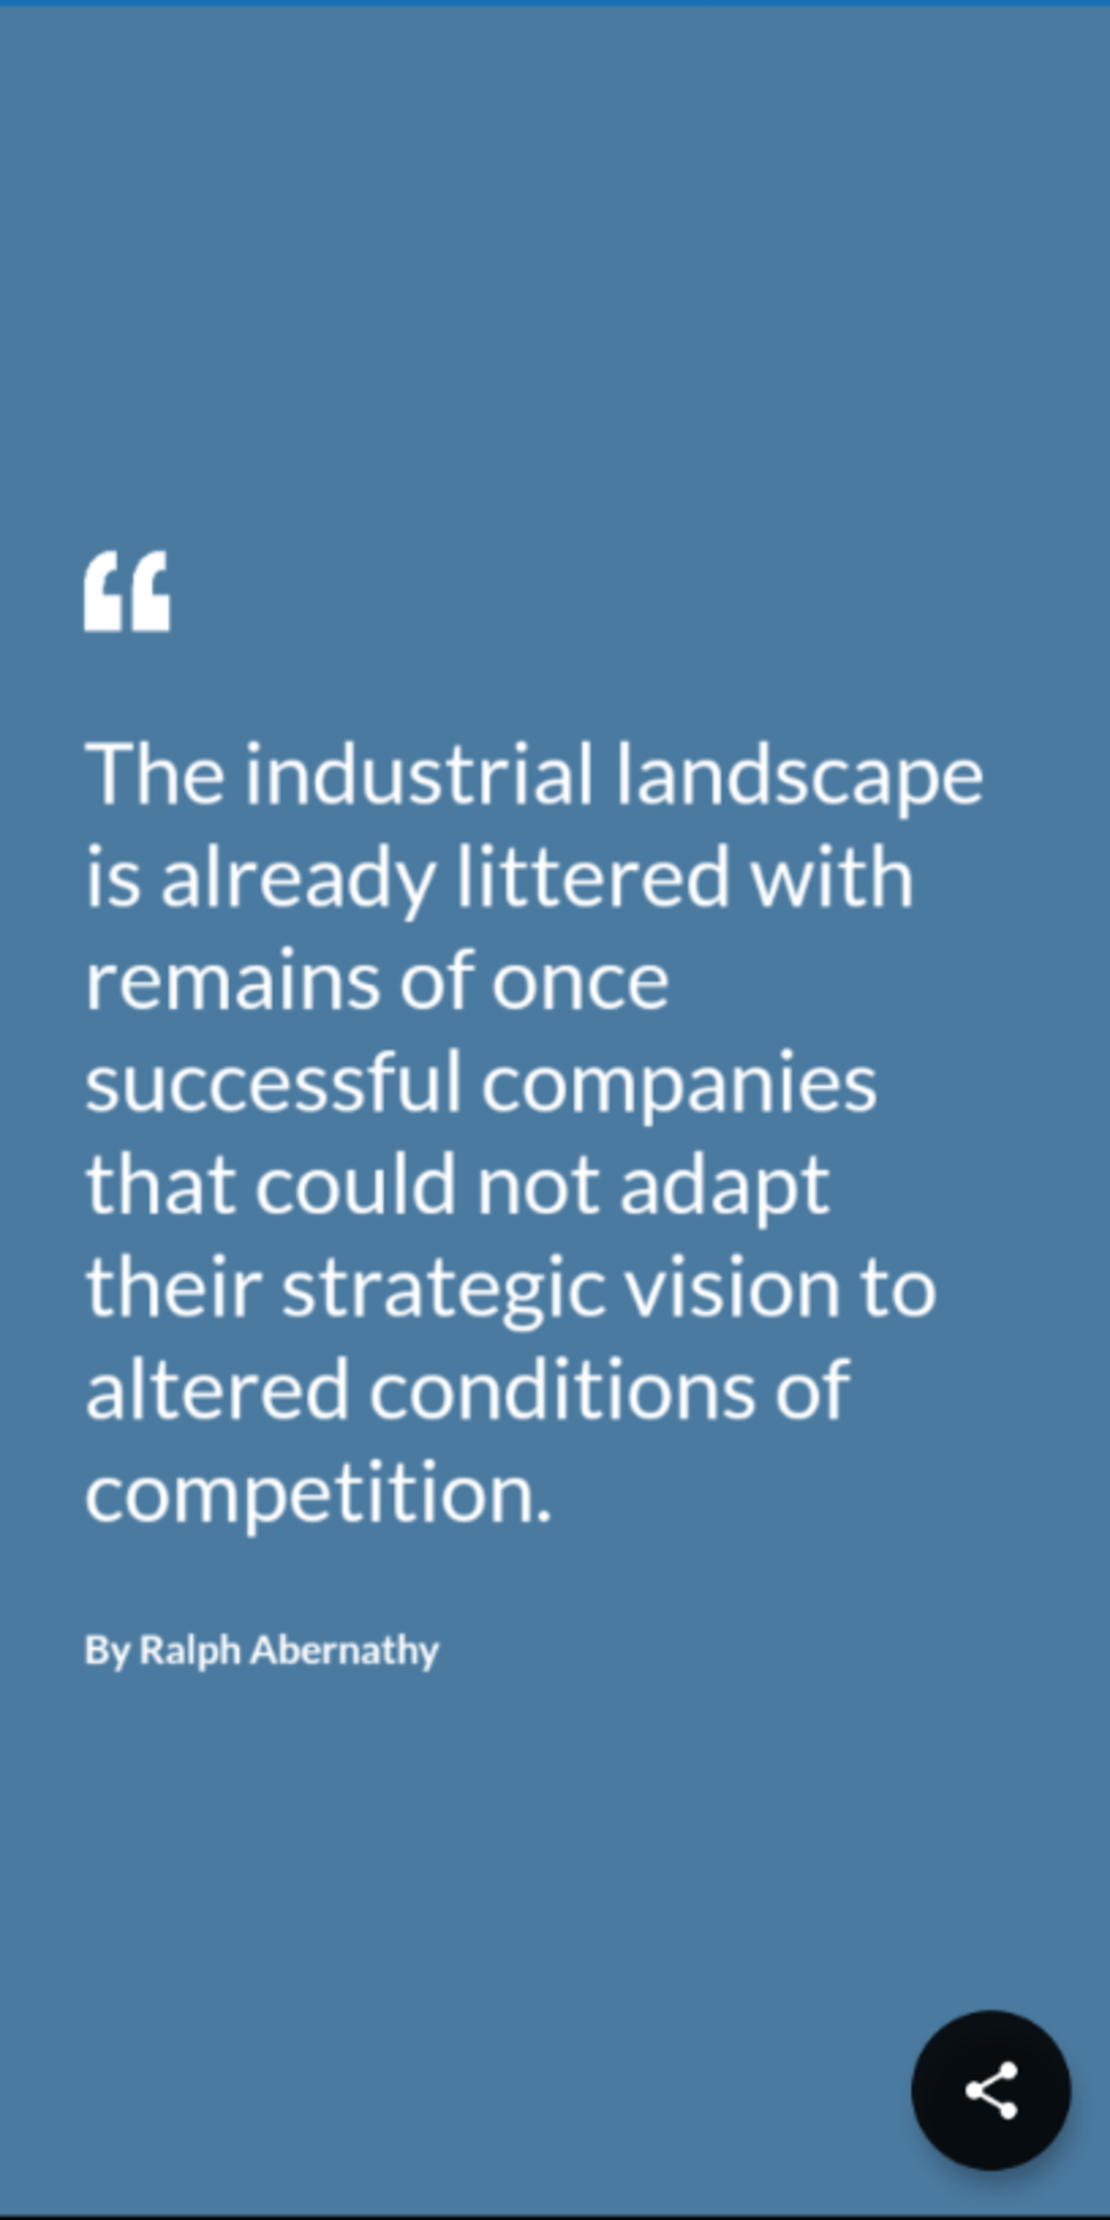 “
The industrial landscape
is already littered with
remains of once
successful companies
that could not adapt
their strategic vision to
altered conditions of
competition.
By Ralph Abernathy